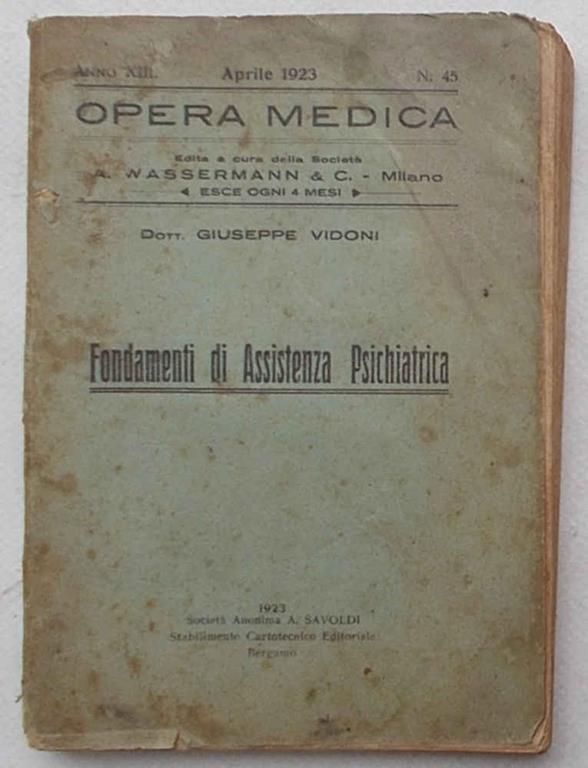 ANNO XIII. Aprile 1923 N. 45
OPERA MEDICA
Edita a cura della Società
A. WASSERMANN & C. - Milano
◄ ESCE OGNI 4 MESI ►
DOTT. GIUSEPPE VIDONI
Fondamenti di Assistenza Psichiatrica
1923
Società Anonima A. SAVOLDI
Stabilimento Cartotecnico Editoriale
Bergamo